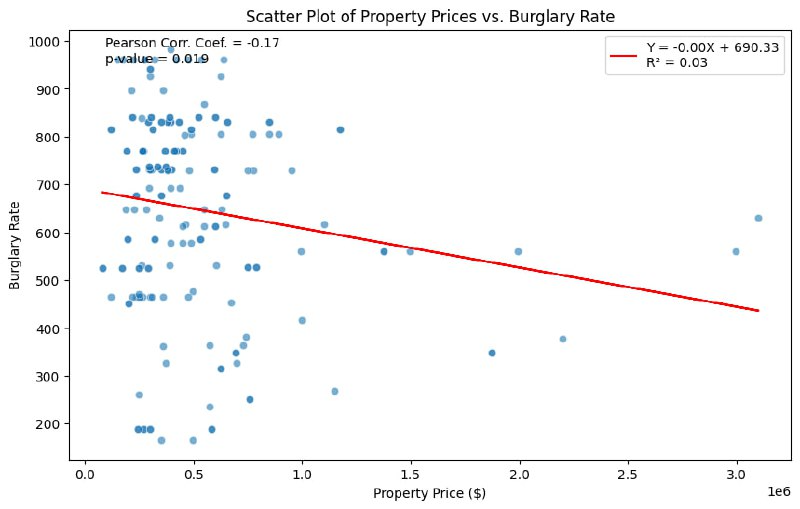 Scatter Plot of Property Prices vs. Burglary Rate
Pearson Corr. Coef. = -0.17
p-value = 0.019
Y = -0.00X + 690.33
R² = 0.03
1000
900
800
700
600
500
400
300
200
Burglary Rate
0.0 0.5 1.0 1.5 2.0 2.5 3.0
1e6
Property Price ($)